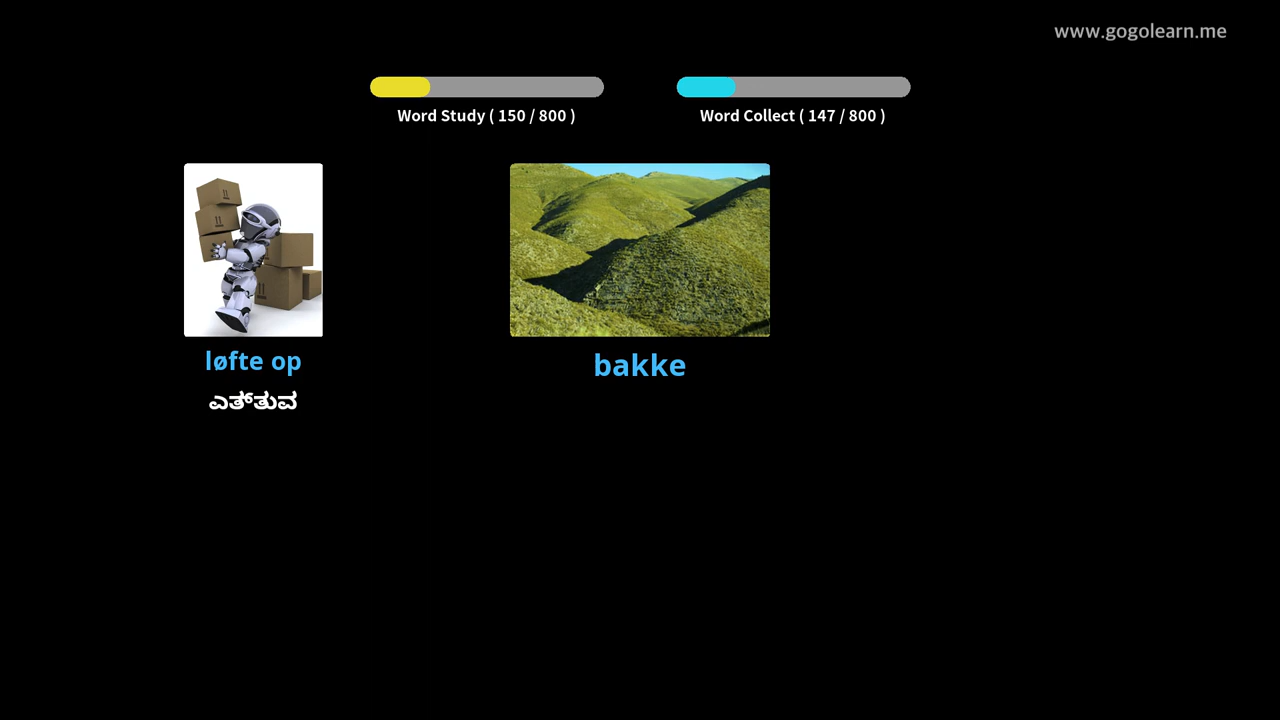 www.gogolearn.me
Word Study ( 150 / 800 )
Word Collect ( 147 / 800 )
løfte op
ಎತ್ತುವ
bakke